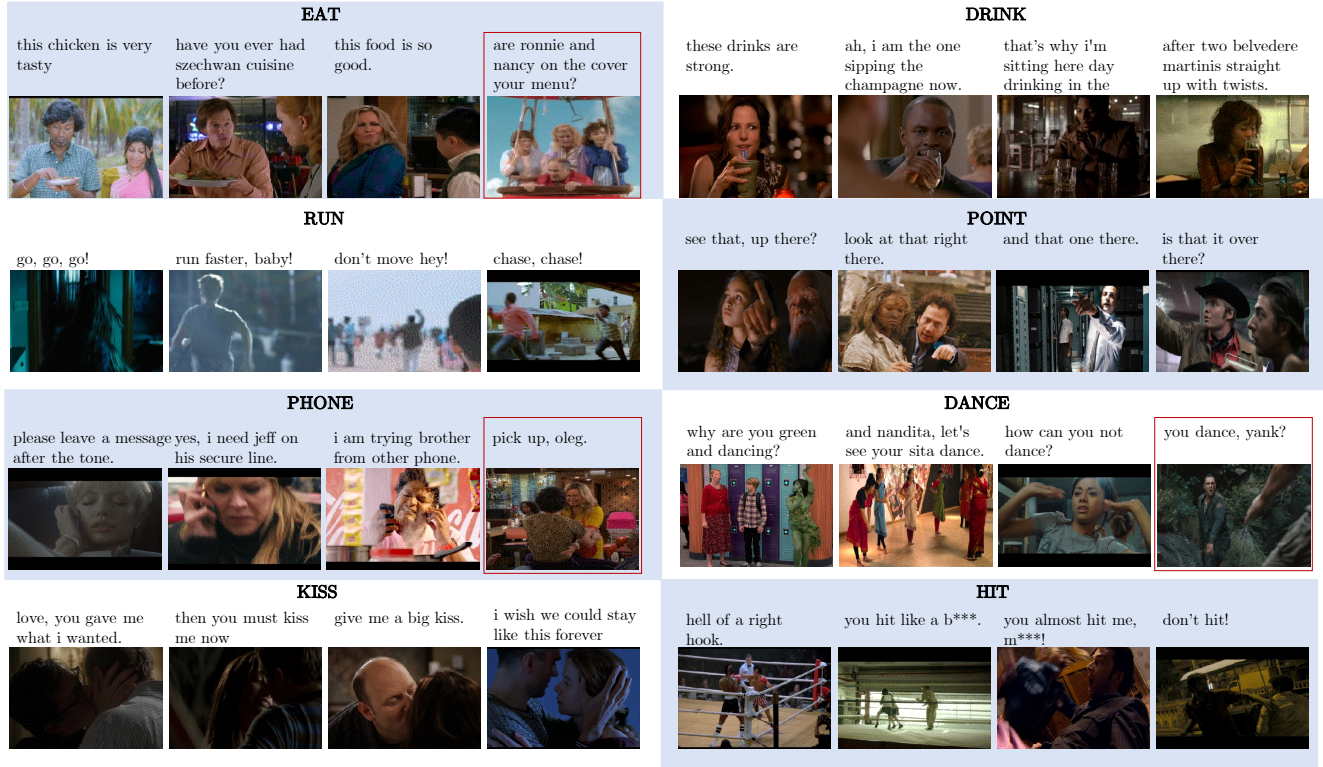 EAT
this chicken is very
tasty
have you ever had
szechwan cuisine
before?
this food is so
good.
are ronnie and
nancy on the cover
your menu?
DRINK
these drinks are
strong.
ah, i am the one
sipping the
champagne now.
that's why i'm
sitting here day
drinking in the
after two belvedere
martinis straight
up with twists.
RUN
go, go, go!
run faster, baby!
don't move hey!
chase, chase!
POINT
see that, up there?
look at that right
there.
and that one there.
is that it over
there?
PHONE
please leave a message
after the tone.
yes, i need jeff on
his secure line.
i am trying brother
from other phone.
pick up, oleg.
DANCE
why are you green
and dancing?
and nandita, let's
see your sita dance.
how can you not
dance?
you dance, yank?
KISS
love, you gave me
what i wanted.
then you must kiss
me now
give me a big kiss.
i wish we could stay
like this forever
HIT
hell of a right
hook.
you hit like a b***.
you almost hit me,
m***!
don't hit!